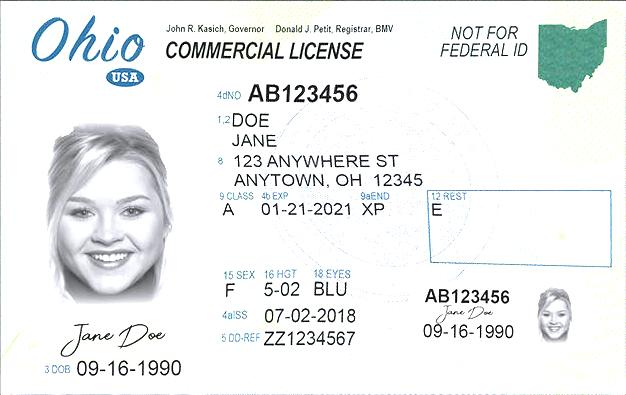 Ohio
USA
John R. Kasich, Governor Donald J. Petit, Registrar, BMV
COMMERCIAL LICENSE
NOT FOR
FEDERAL ID
4dNO AB123456
1,2 DOE
JANE
8 123 ANYWHERE ST
ANYTOWN, OH 12345
9 CLASS 4b EXP 9aEND 12 REST
A 01-21-2021 XP E
15 SEX 16 HGT 18 EYES
F 5-02 BLU
4aISS 07-02-2018
5 DD-REF ZZ1234567
AB123456
Jane Doe
09-16-1990
Jane Doe
3 DOB 09-16-1990